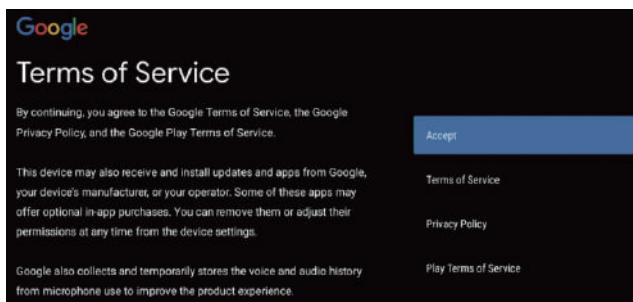 Google
Terms of Service
By continuing, you agree to the Google Terms of Service, the Google
Privacy Policy, and the Google Play Terms of Service.
This device may also receive and install updates and apps from Google,
your device's manufacturer, or your operator. Some of these apps may
offer optional in-app purchases. You can remove them or adjust their
permissions at any time from the device settings.
Google also collects and temporarily stores the voice and audio history
from microphone use to improve the product experience.
Accept
Terms of Service
Privacy Policy
Play Terms of Service